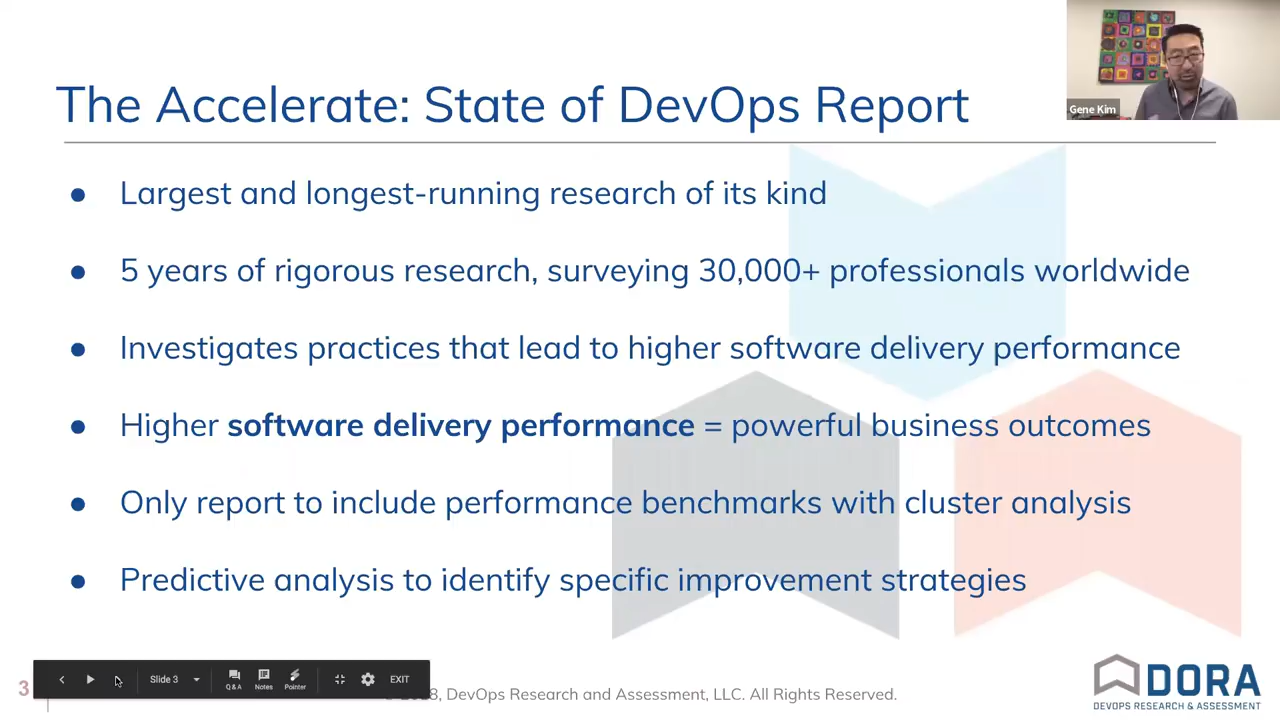 Gene Kim
The Accelerate: State of DevOps Report
● Largest and longest-running research of its kind
● 5 years of rigorous research, surveying 30,000+ professionals worldwide
● Investigates practices that lead to higher software delivery performance
● Higher software delivery performance = powerful business outcomes
● Only report to include performance benchmarks with cluster analysis
● Predictive analysis to identify specific improvement strategies
3
Slide 3
Q & A
Notes
Pointer
EXIT
DevOps Research and Assessment, LLC. All Rights Reserved.
DORA
DEVOPS RESEARCH & ASSESSMENT